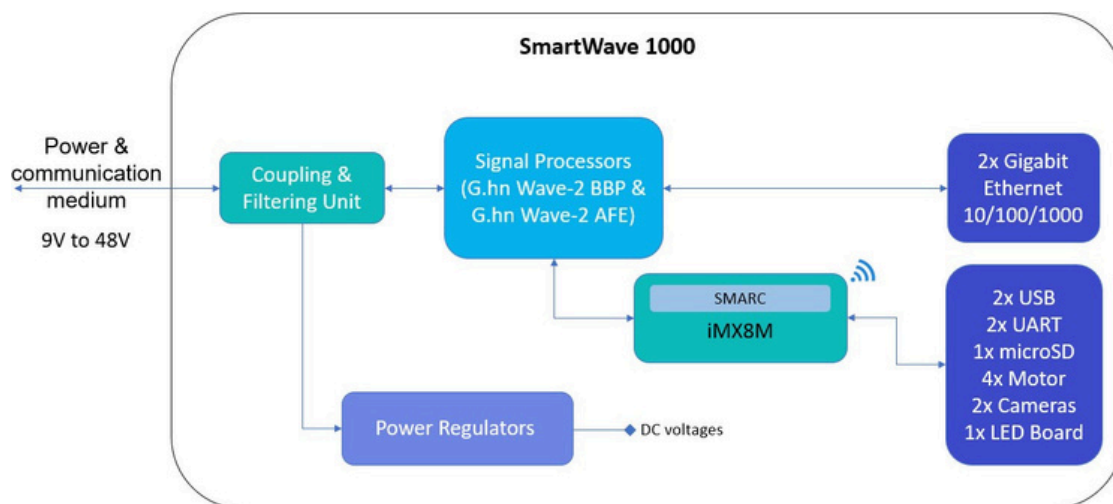 SmartWave 1000
Power &
communication
medium
9V to 48V
Coupling &
Filtering Unit
Signal Processors
(G.hn Wave-2 BBP &
G.hn Wave-2 AFE)
2x Gigabit
Ethernet
10/100/1000
SMARC
iMX8M
2x USB
2x UART
1x microSD
4x Motor
2x Cameras
1x LED Board
Power Regulators
DC voltages